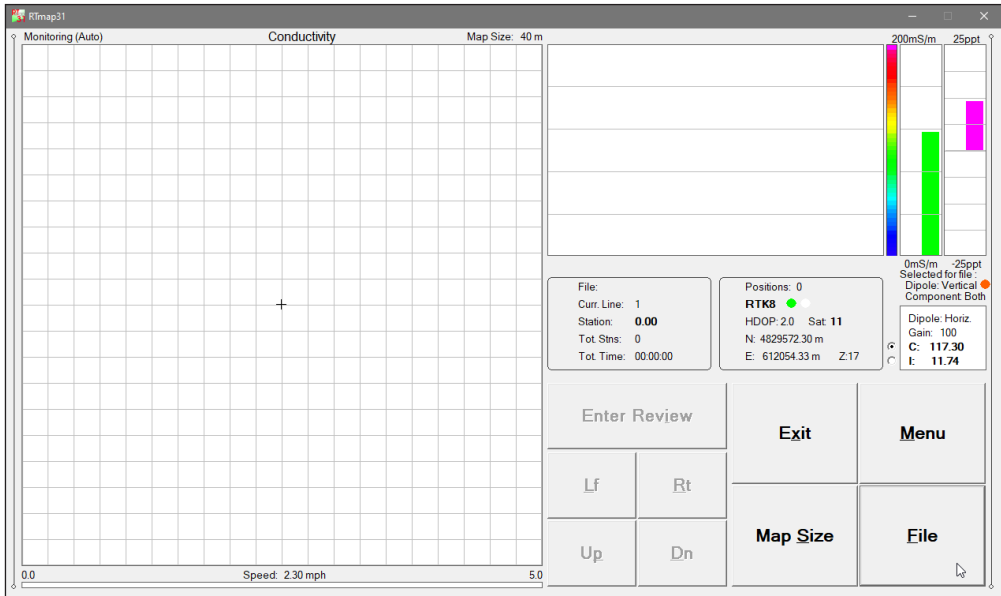 RTmap31
Monitoring (Auto) Conductivity Map Size: 40 m
200mS/m 25ppt
0mS/m -25ppt
Selected for file :
Dipole: Vertical
Component: Both
File:
Curr. Line: 1
Station: 0.00
Tot. Stns: 0
Tot. Time: 00:00:00
Positions: 0
RTK8
HDOP: 2.0 Sat: 11
N: 4829572.30 m
E: 612054.33 m Z:17
Dipole: Horiz.
Gain: 100
C: 117.30
I: 11.74
Enter Review
Exit
Menu
Lf
Rt
Up
Dn
Map Size
File
0.0 Speed: 2.30 mph 5.0